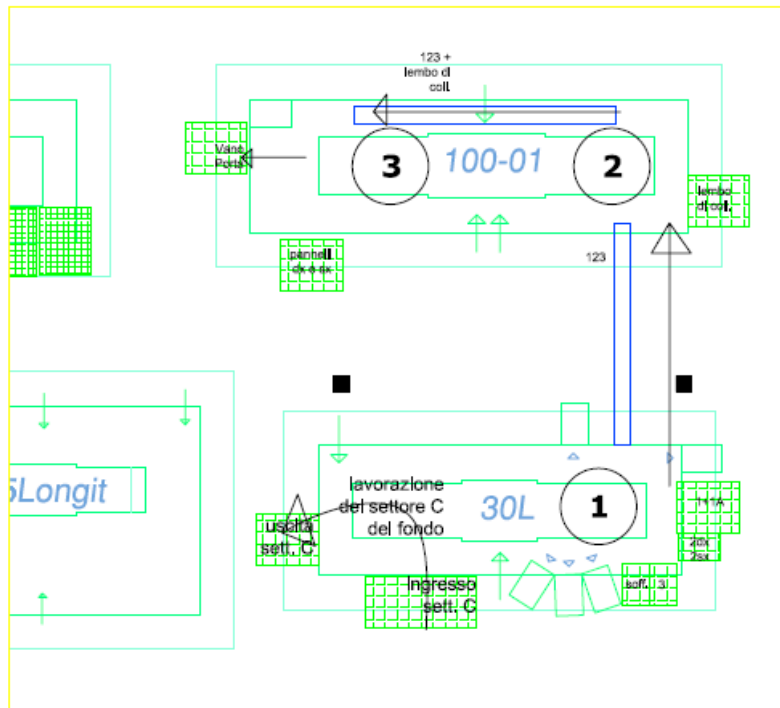 123 +
lembo di
coll.
Vano
Porta
3
100-01
2
lembo
di coll.
pannell.
dx e sx
123
5Longit
lavorazione
del settore C
del fondo
30L
1
1+1A
uscita
sett. C
2dx
2sx
Ingresso
sett. C
soff. 3